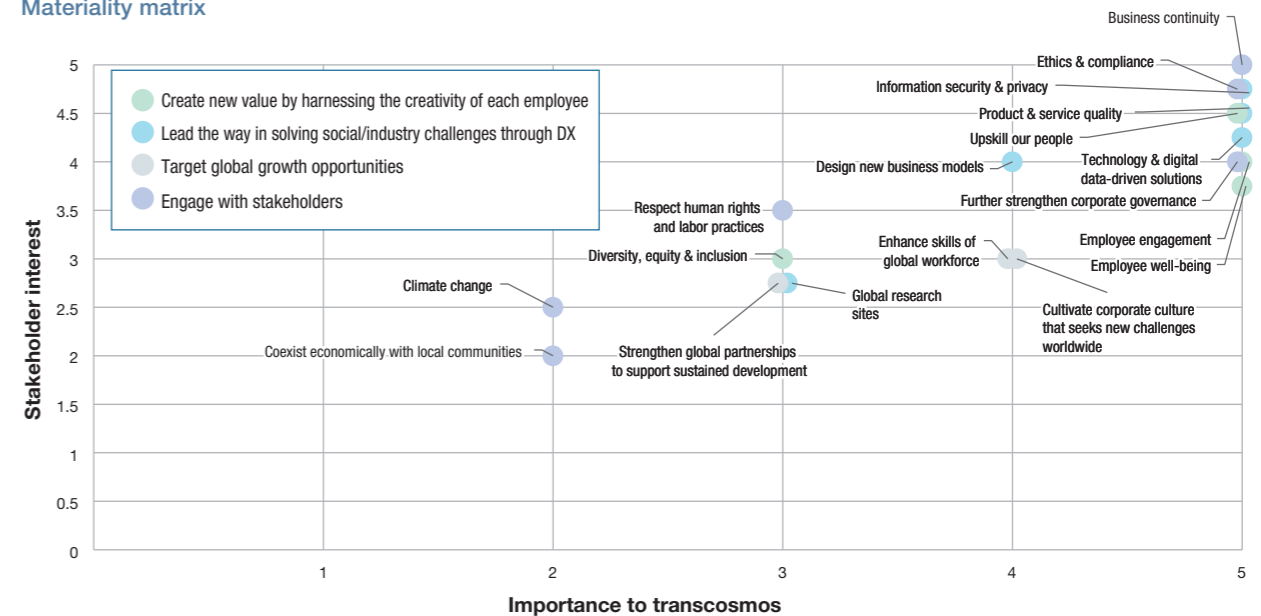 Materiality matrix
Business continuity
Ethics & compliance
Information security & privacy
Product & service quality
Upskill our people
Technology & digital
data-driven solutions
Design new business models
Further strengthen corporate governance
Respect human rights
and labor practices
Employee engagement
Employee well-being
Enhance skills of
global workforce
Diversity, equity & inclusion
Climate change
Global research
sites
Cultivate corporate culture
that seeks new challenges
worldwide
Coexist economically with local communities
Strengthen global partnerships
to support sustained development
Create new value by harnessing the creativity of each employee
Lead the way in solving social/industry challenges through DX
Target global growth opportunities
Engage with stakeholders
Stakeholder interest
5
4.5
4
3.5
3
2.5
2
1.5
1
0.5
0
1
2
3
4
5
Importance to transcosmos